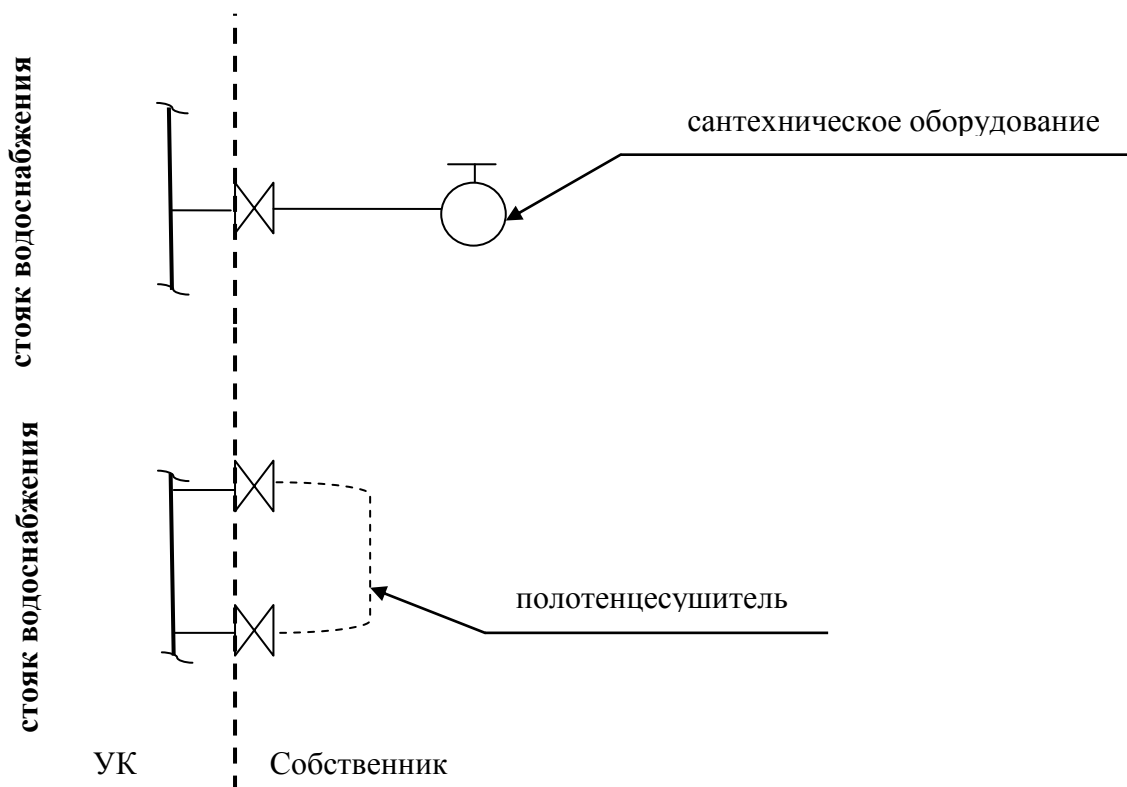 стояк водоснабжения
сантехническое оборудование
стояк водоснабжения
полотенцесушитель
УК
Собственник